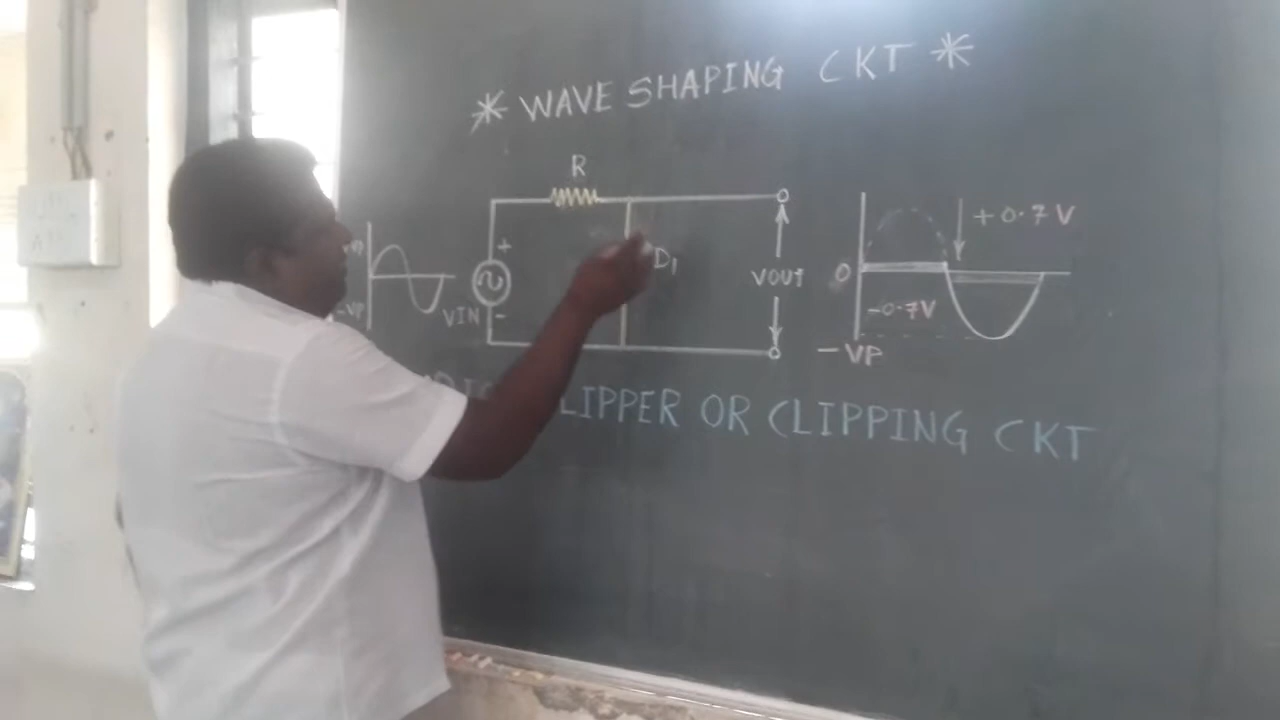 * WAVE SHAPING CKT *
R
+
D1
VOUT
+0.7V
0
-0.7V
-VP
VIN
-
-VP
LIPPER OR CLIPPING CKT